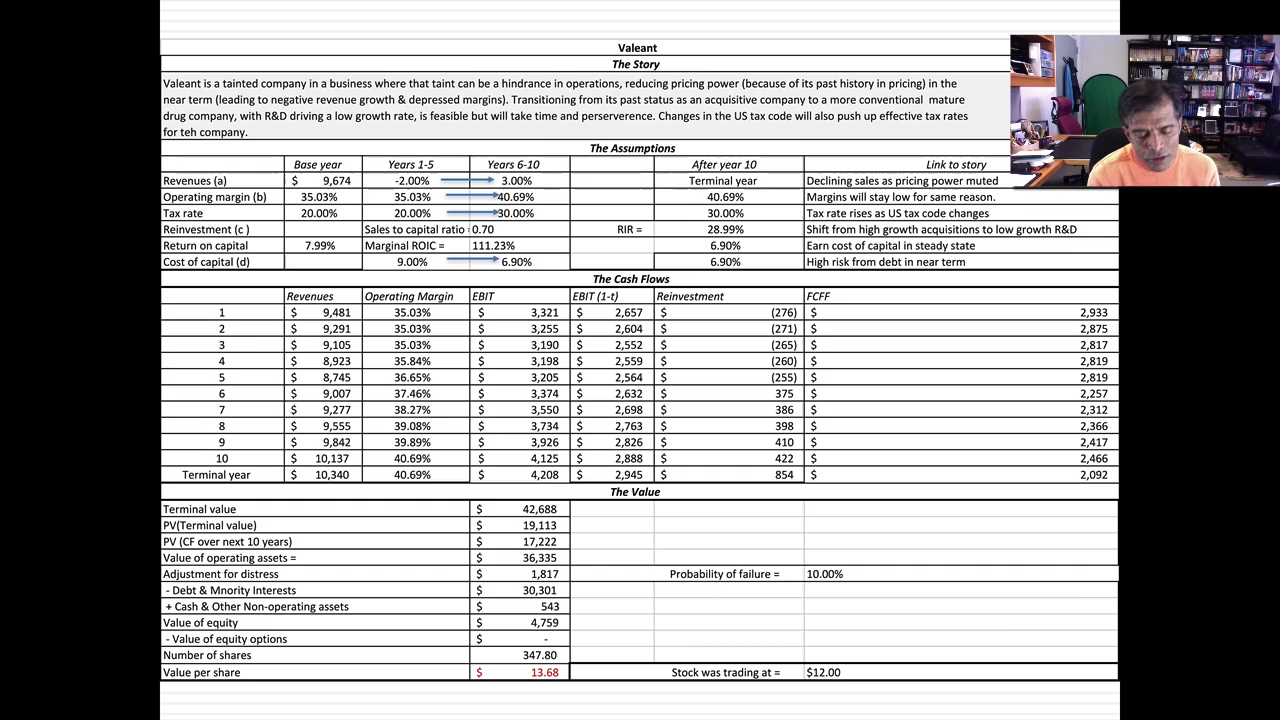 Valeant
The Story
Valeant is a tainted company in a business where that taint can be a hindrance in operations, reducing pricing power (because of its past history in pricing) in the
near term (leading to negative revenue growth & depressed margins). Transitioning from its past status as an acquisitive company to a more conventional mature
drug company, with R&D driving a low growth rate, is feasible but will take time and perserverence. Changes in the US tax code will also push up effective tax rates
for teh company.
The Assumptions
Base year Years 1-5 Years 6-10 After year 10 Link to story
Revenues (a) $ 9,674 -2.00% 3.00% Terminal year Declining sales as pricing power muted
Operating margin (b) 35.03% 35.03% 40.69% 40.69% Margins will stay low for same reason.
Tax rate 20.00% 20.00% 30.00% 30.00% Tax rate rises as US tax code changes
Reinvestment (c ) Sales to capital ratio : 0.70 RIR = 28.99% Shift from high growth acquisitions to low growth R&D
Return on capital 7.99% Marginal ROIC = 111.23% 6.90% Earn cost of capital in steady state
Cost of capital (d) 9.00% 6.90% 6.90% High risk from debt in near term
The Cash Flows
Revenues Operating Margin EBIT EBIT (1-t) Reinvestment FCFF
1 $ 9,481 35.03% $ 3,321 $ 2,657 $ (276) $ 2,933
2 $ 9,291 35.03% $ 3,255 $ 2,604 $ (271) $ 2,875
3 $ 9,105 35.03% $ 3,190 $ 2,552 $ (265) $ 2,817
4 $ 8,923 35.84% $ 3,198 $ 2,559 $ (260) $ 2,819
5 $ 8,745 36.65% $ 3,205 $ 2,564 $ (255) $ 2,819
6 $ 9,007 37.46% $ 3,374 $ 2,632 $ 375 $ 2,257
7 $ 9,277 38.27% $ 3,550 $ 2,698 $ 386 $ 2,312
8 $ 9,555 39.08% $ 3,734 $ 2,763 $ 398 $ 2,366
9 $ 9,842 39.89% $ 3,926 $ 2,826 $ 410 $ 2,417
10 $ 10,137 40.69% $ 4,125 $ 2,888 $ 422 $ 2,466
Terminal year $ 10,340 40.69% $ 4,208 $ 2,945 $ 854 $ 2,092
The Value
Terminal value $ 42,688
PV(Terminal value) $ 19,113
PV (CF over next 10 years) $ 17,222
Value of operating assets = $ 36,335
Adjustment for distress $ 1,817 Probability of failure = 10.00%
- Debt & Mnority Interests $ 30,301
+ Cash & Other Non-operating assets $ 543
Value of equity $ 4,759
- Value of equity options $ -
Number of shares 347.80
Value per share $ 13.68 Stock was trading at = $12.00